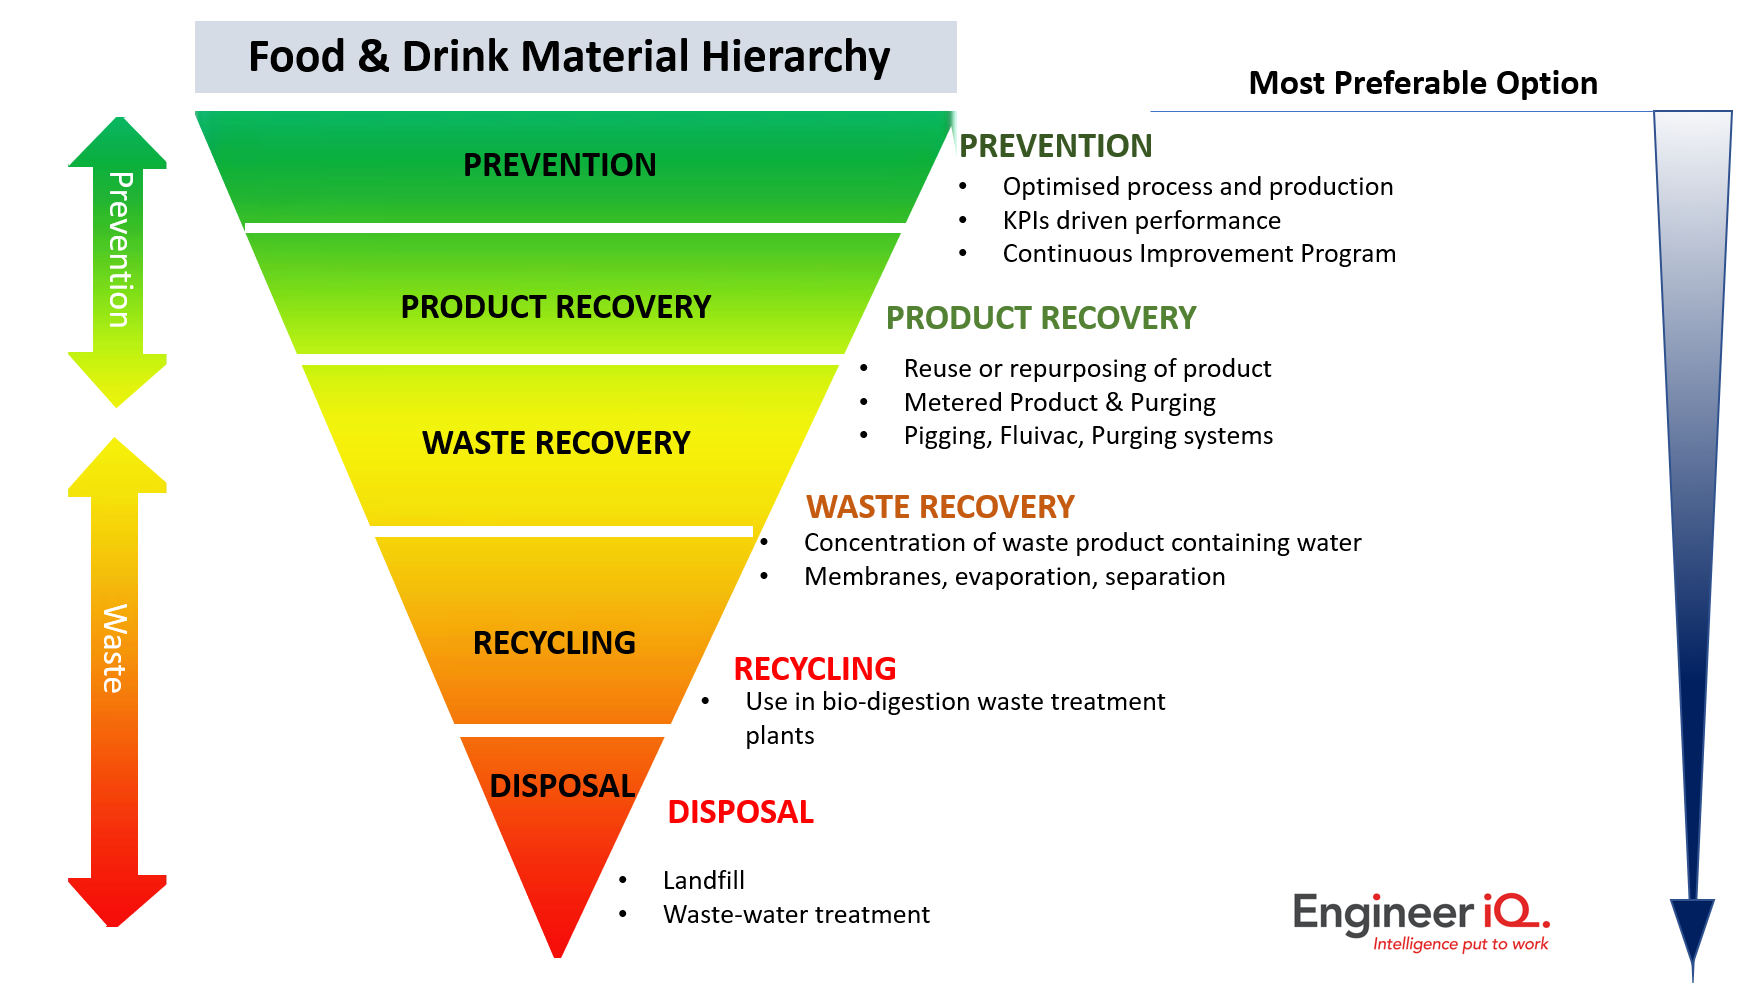 Food & Drink Material Hierarchy
Most Preferable Option
Prevention
Waste
PREVENTION
PRODUCT RECOVERY
WASTE RECOVERY
RECYCLING
DISPOSAL
PREVENTION
• Optimised process and production
• KPIs driven performance
• Continuous Improvement Program
PRODUCT RECOVERY
• Reuse or repurposing of product
• Metered Product & Purging
• Pigging, Fluivac, Purging systems
WASTE RECOVERY
• Concentration of waste product containing water
• Membranes, evaporation, separation
RECYCLING
• Use in bio-digestion waste treatment
plants
DISPOSAL
• Landfill
• Waste-water treatment
Engineer iQ.
Intelligence put to work